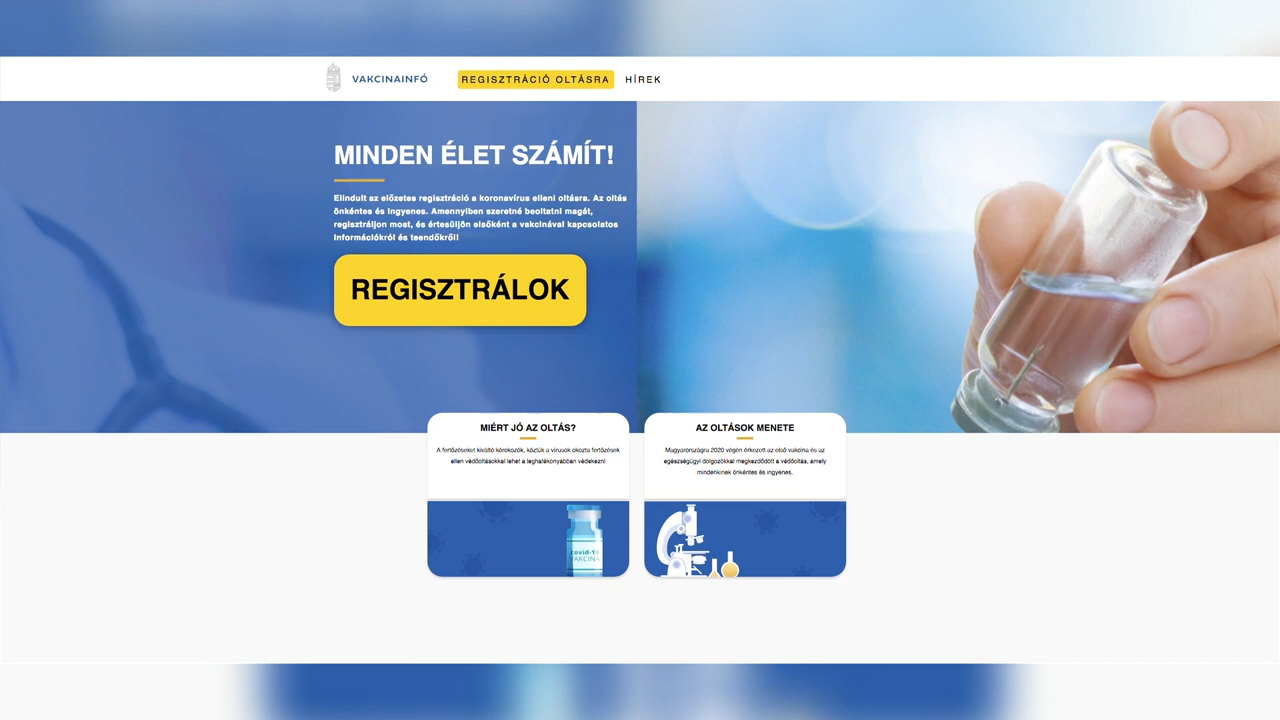 VAKCINAINFÓ
REGISZTRÁCIÓ OLTÁSRA
HÍREK
MINDEN ÉLET SZÁMÍT!
Elindult az előzetes regisztráció a koronavírus elleni oltásra. Az oltás
önkéntes és ingyenes. Amennyiben szeretné beoltatni magát,
regisztráljon most, és értesüljön elsőként a vakcinával kapcsolatos
információkról és teendőkről!
REGISZTRÁLOK
MIÉRT JÓ AZ OLTÁS?
A fertőzéseket kiváltó kórokozók, köztük a vírusok okozta fertőzések
ellen védőoltásokkal lehet a leghatékonyabban védekezni
AZ OLTÁSOK MENETE
Magyarországra 2020 végén érkezett az első vakcina és az
egészségügyi dolgozókkal megkezdődött a védőoltás, amely
mindenkinek önkéntes és ingyenes.
covid-19
VAKCINA